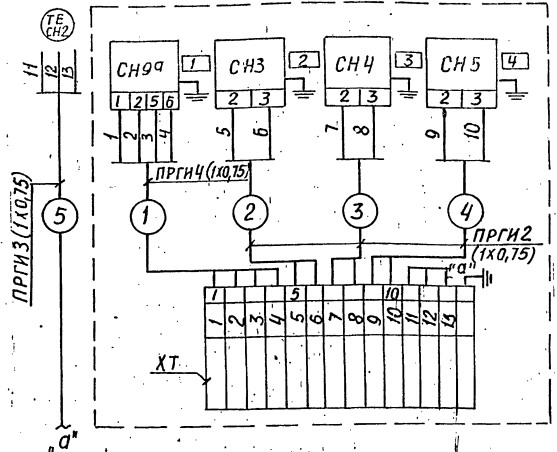 ТЕ
СН2
11
12
13
СН9а
1
1 2 5 6
1
2
3
4
СН3
2
2 3
5
6
СН4
3
2 3
7
8
СН5
4
2 3
9
10
ПРГИ4 (1х0,75)
ПРГИ3 (1х0,75)
5
1
2
3
4
ПРГИ2
(1х0,75)
"а"
1 5 10
1 2 3 4 5 6 7 8 9 10 11 12 13
ХТ
"а"